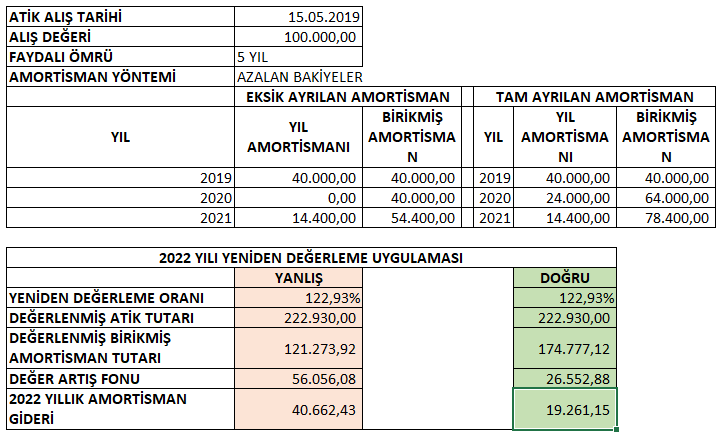 ATİK ALIŞ TARİHİ 15.05.2019
ALIŞ DEĞERİ 100.000,00
FAYDALI ÖMRÜ 5 YIL
AMORTİSMAN YÖNTEMİ AZALAN BAKİYELER
EKSİK AYRILAN AMORTİSMAN TAM AYRILAN AMORTİSMAN
YIL YIL AMORTİSMANI BİRİKMİŞ AMORTİSMA N YIL YIL AMORTİSMA NI BİRİKMİŞ AMORTİSMA N
2019 40.000,00 40.000,00 2019 40.000,00 40.000,00
2020 0,00 40.000,00 2020 24.000,00 64.000,00
2021 14.400,00 54.400,00 2021 14.400,00 78.400,00
2022 YILI YENİDEN DEĞERLEME UYGULAMASI
YANLIŞ DOĞRU
YENİDEN DEĞERLEME ORANI 122,93% 122,93%
DEĞERLENMİŞ ATİK TUTARI 222.930,00 222.930,00
DEĞERLENMİŞ BİRİKMİŞ
AMORTİSMAN TUTARI 121.273,92 174.777,12
DEĞER ARTIŞ FONU 56.056,08 26.552,88
2022 YILLIK AMORTİSMAN
GİDERİ 40.662,43 19.261,15